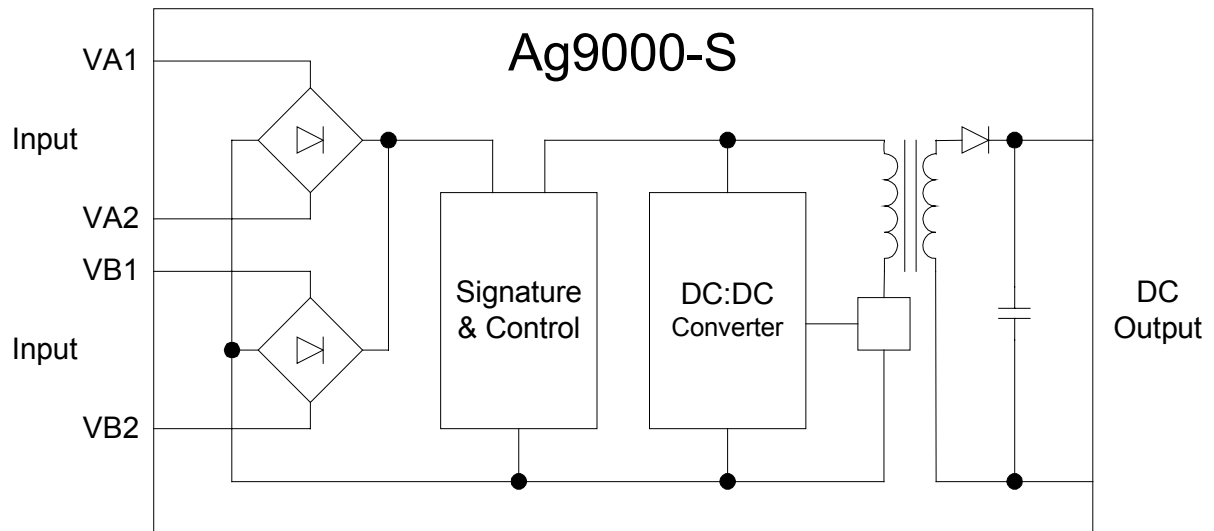 Ag9000-S
VA1
Input
VA2
VB1
Input
VB2
Signature
& Control
DC:DC
Converter
DC
Output